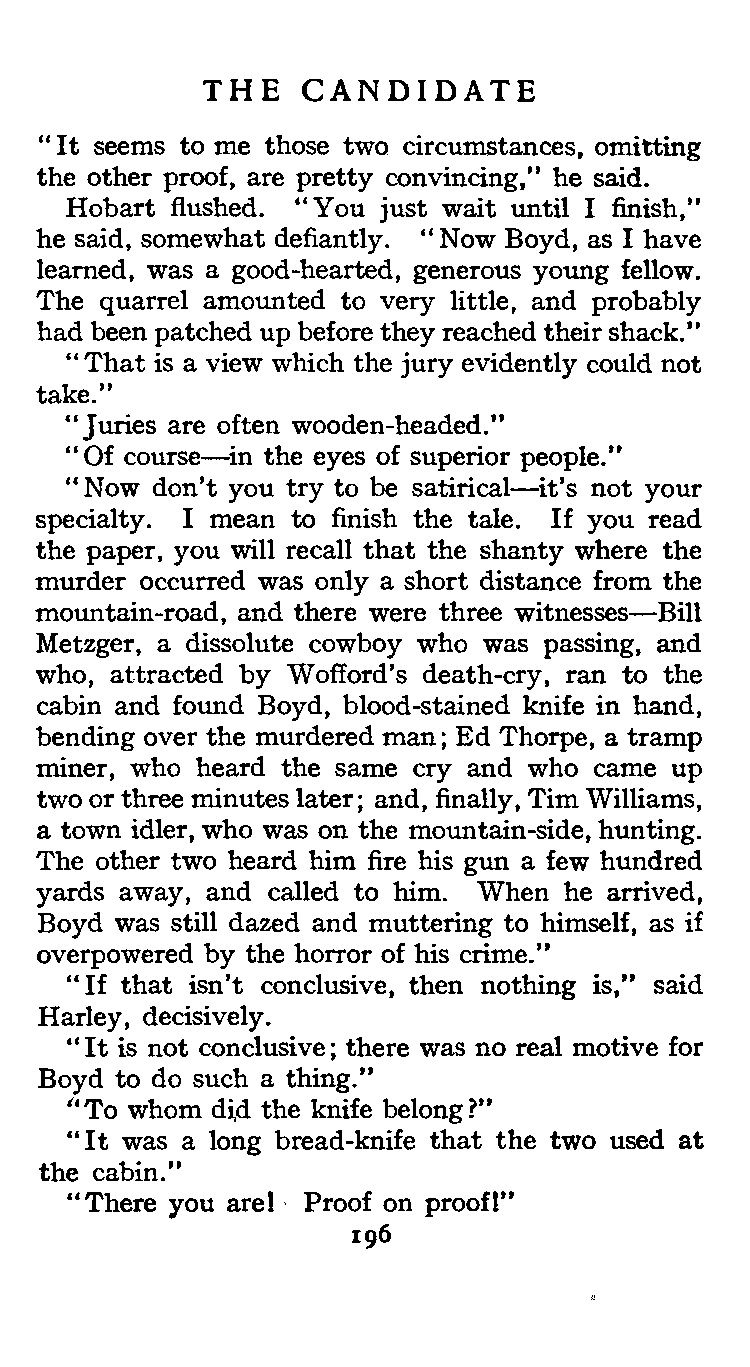 THE CANDIDATE
"It seems to me those two circumstances, omitting
the other proof, are pretty convincing," he said.
Hobart flushed. "You just wait until I finish,"
he said, somewhat defiantly. "Now Boyd, as I have
learned, was a good-hearted, generous young fellow.
The quarrel amounted to very little, and probably
had been patched up before they reached their shack."
"That is a view which the jury evidently could not
take."
"Juries are often wooden-headed."
"Of course—in the eyes of superior people."
"Now don't you try to be satirical—it's not your
specialty. I mean to finish the tale. If you read
the paper, you will recall that the shanty where the
murder occurred was only a short distance from the
mountain-road, and there were three witnesses—Bill
Metzger, a dissolute cowboy who was passing, and
who, attracted by Wofford's death-cry, ran to the
cabin and found Boyd, blood-stained knife in hand,
bending over the murdered man; Ed Thorpe, a tramp
miner, who heard the same cry and who came up
two or three minutes later; and, finally, Tim Williams,
a town idler, who was on the mountain-side, hunting.
The other two heard him fire his gun a few hundred
yards away, and called to him. When he arrived,
Boyd was still dazed and muttering to himself, as if
overpowered by the horror of his crime."
"If that isn't conclusive, then nothing is," said
Harley, decisively.
"It is not conclusive; there was no real motive for
Boyd to do such a thing."
"To whom did the knife belong?"
"It was a long bread-knife that the two used at
the cabin."
"There you are! Proof on proof!"
196